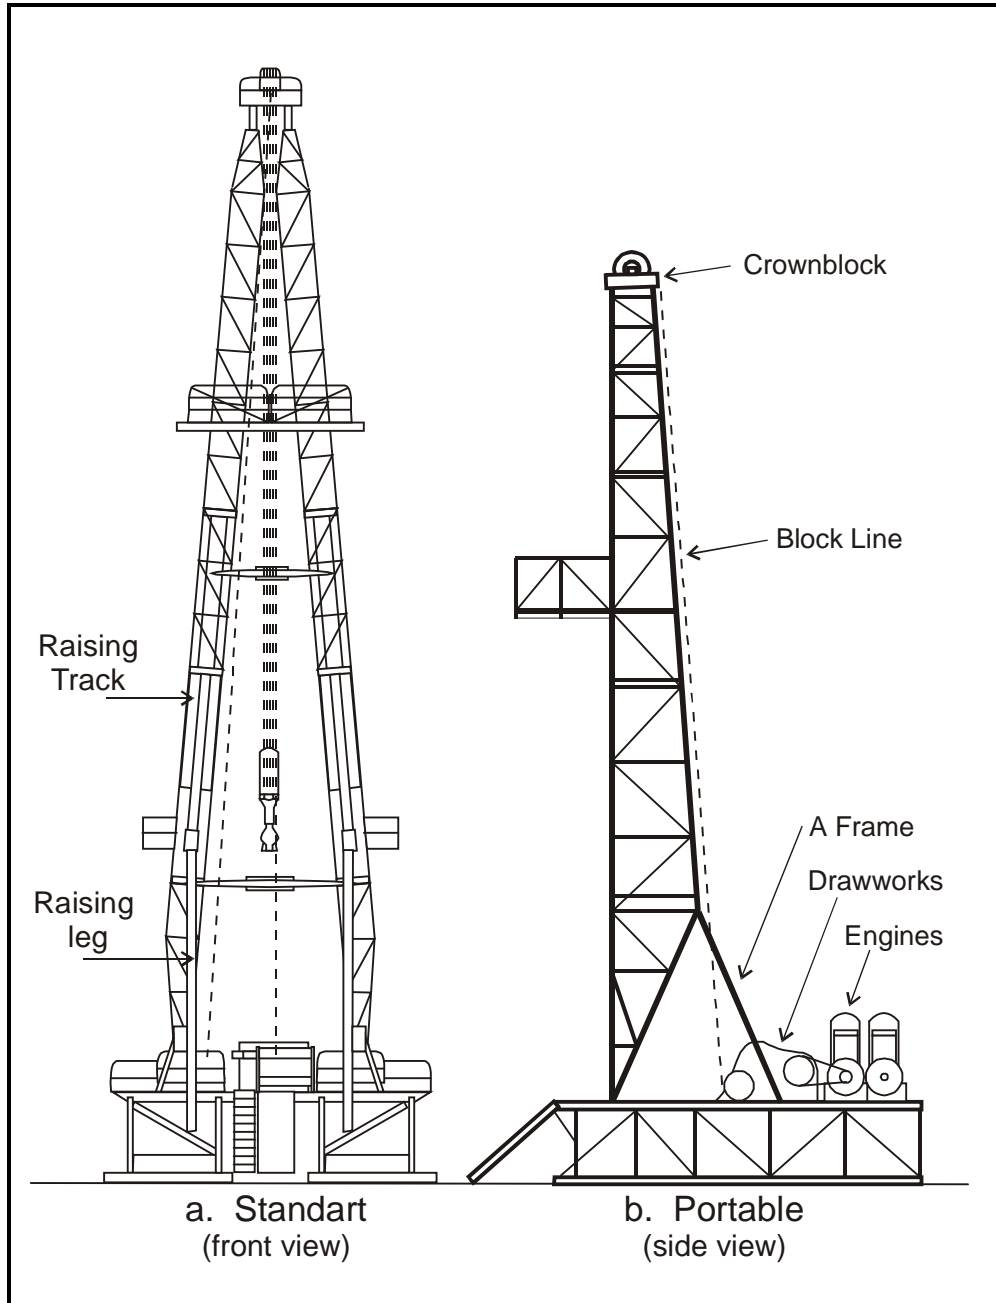 Crownblock
Block Line
Raising
Track
A Frame
Drawworks
Raising
leg
Engines
a. Standart
(front view)
b. Portable
(side view)